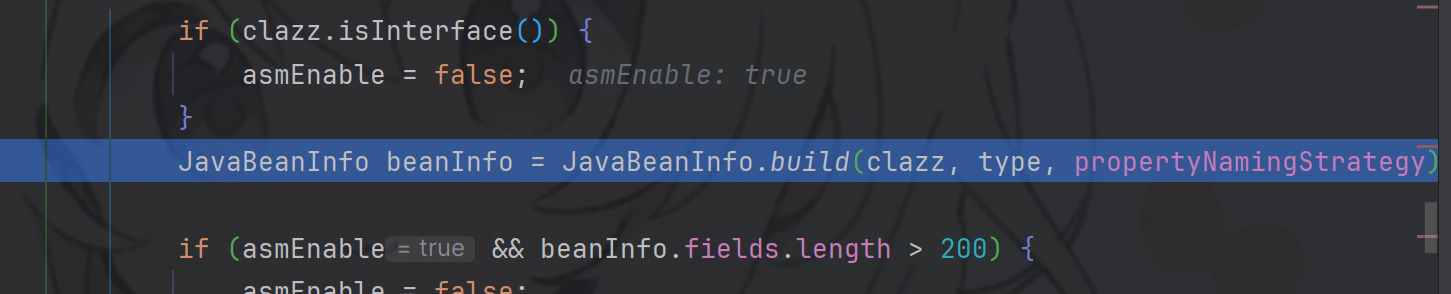 if (clazz.isInterface()) {
asmEnable = false; asmEnable: true
}
JavaBeanInfo beanInfo = JavaBeanInfo.build(clazz, type, propertyNamingStrategy)
if (asmEnable = true && beanInfo.fields.length > 200) {
asmEnable = false;